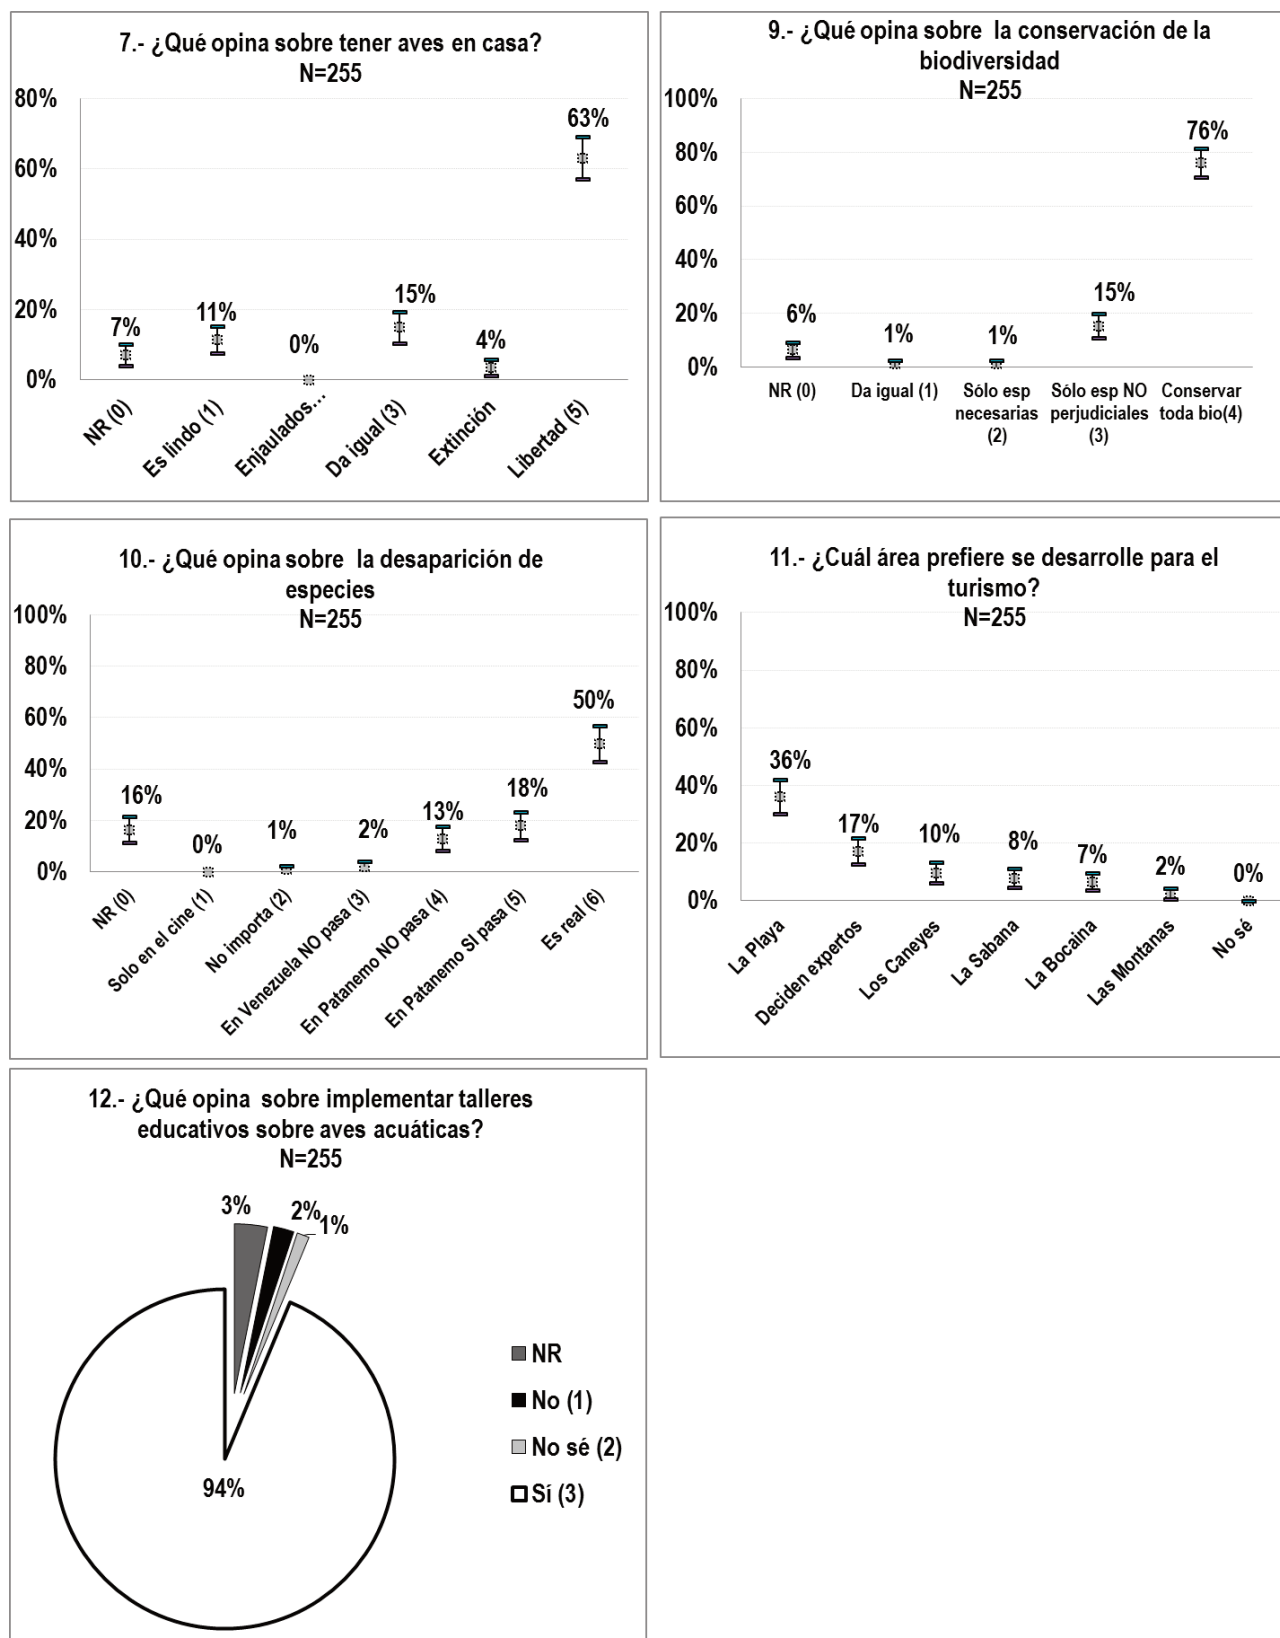 7.- ¿Qué opina sobre tener aves en casa?
N=255
80%
60%
40%
20%
0%
7%
11%
0%
15%
4%
63%
NR (0)
Es lindo (1)
Enjaulados...
Da igual (3)
Extinción
Libertad (5)
9.- ¿Qué opina sobre la conservación de la
biodiversidad
N=255
100%
80%
60%
40%
20%
0%
6%
1%
1%
15%
76%
NR (0)
Da igual (1)
Sólo esp
necesarias
(2)
Sólo esp NO
perjudiciales
(3)
Conservar
toda bio(4)
10.- ¿Qué opina sobre la desaparición de
especies
N=255
100%
80%
60%
40%
20%
0%
16%
0%
1%
2%
13%
18%
50%
NR (0)
Solo en el cine (1)
No importa (2)
En Venezuela NO pasa (3)
En Patanemo NO pasa (4)
En Patanemo SI pasa (5)
Es real (6)
11.- ¿Cuál área prefiere se desarrolle para el
turismo?
N=255
100%
80%
60%
40%
20%
0%
36%
17%
10%
8%
7%
2%
0%
La Playa
Deciden expertos
Los Caneyes
La Sabana
La Bocaina
Las Montanas
No sé
12.- ¿Qué opina sobre implementar talleres
educativos sobre aves acuáticas?
N=255
3%
2%
1%
94%
NR
No (1)
No sé (2)
Sí (3)